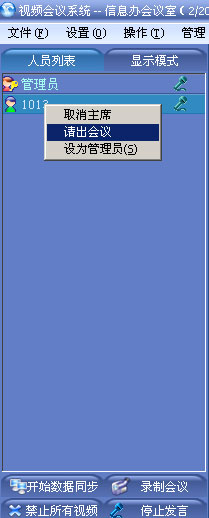 视频会议系统 -- 信息办会议室 ( 2/20
文件(F) 设置(U) 操作(T) 管理
人员列表 显示模式
管理员
1013
取消主席
请出会议
设为管理员(S)
开始数据同步 录制会议
禁止所有视频 停止发言